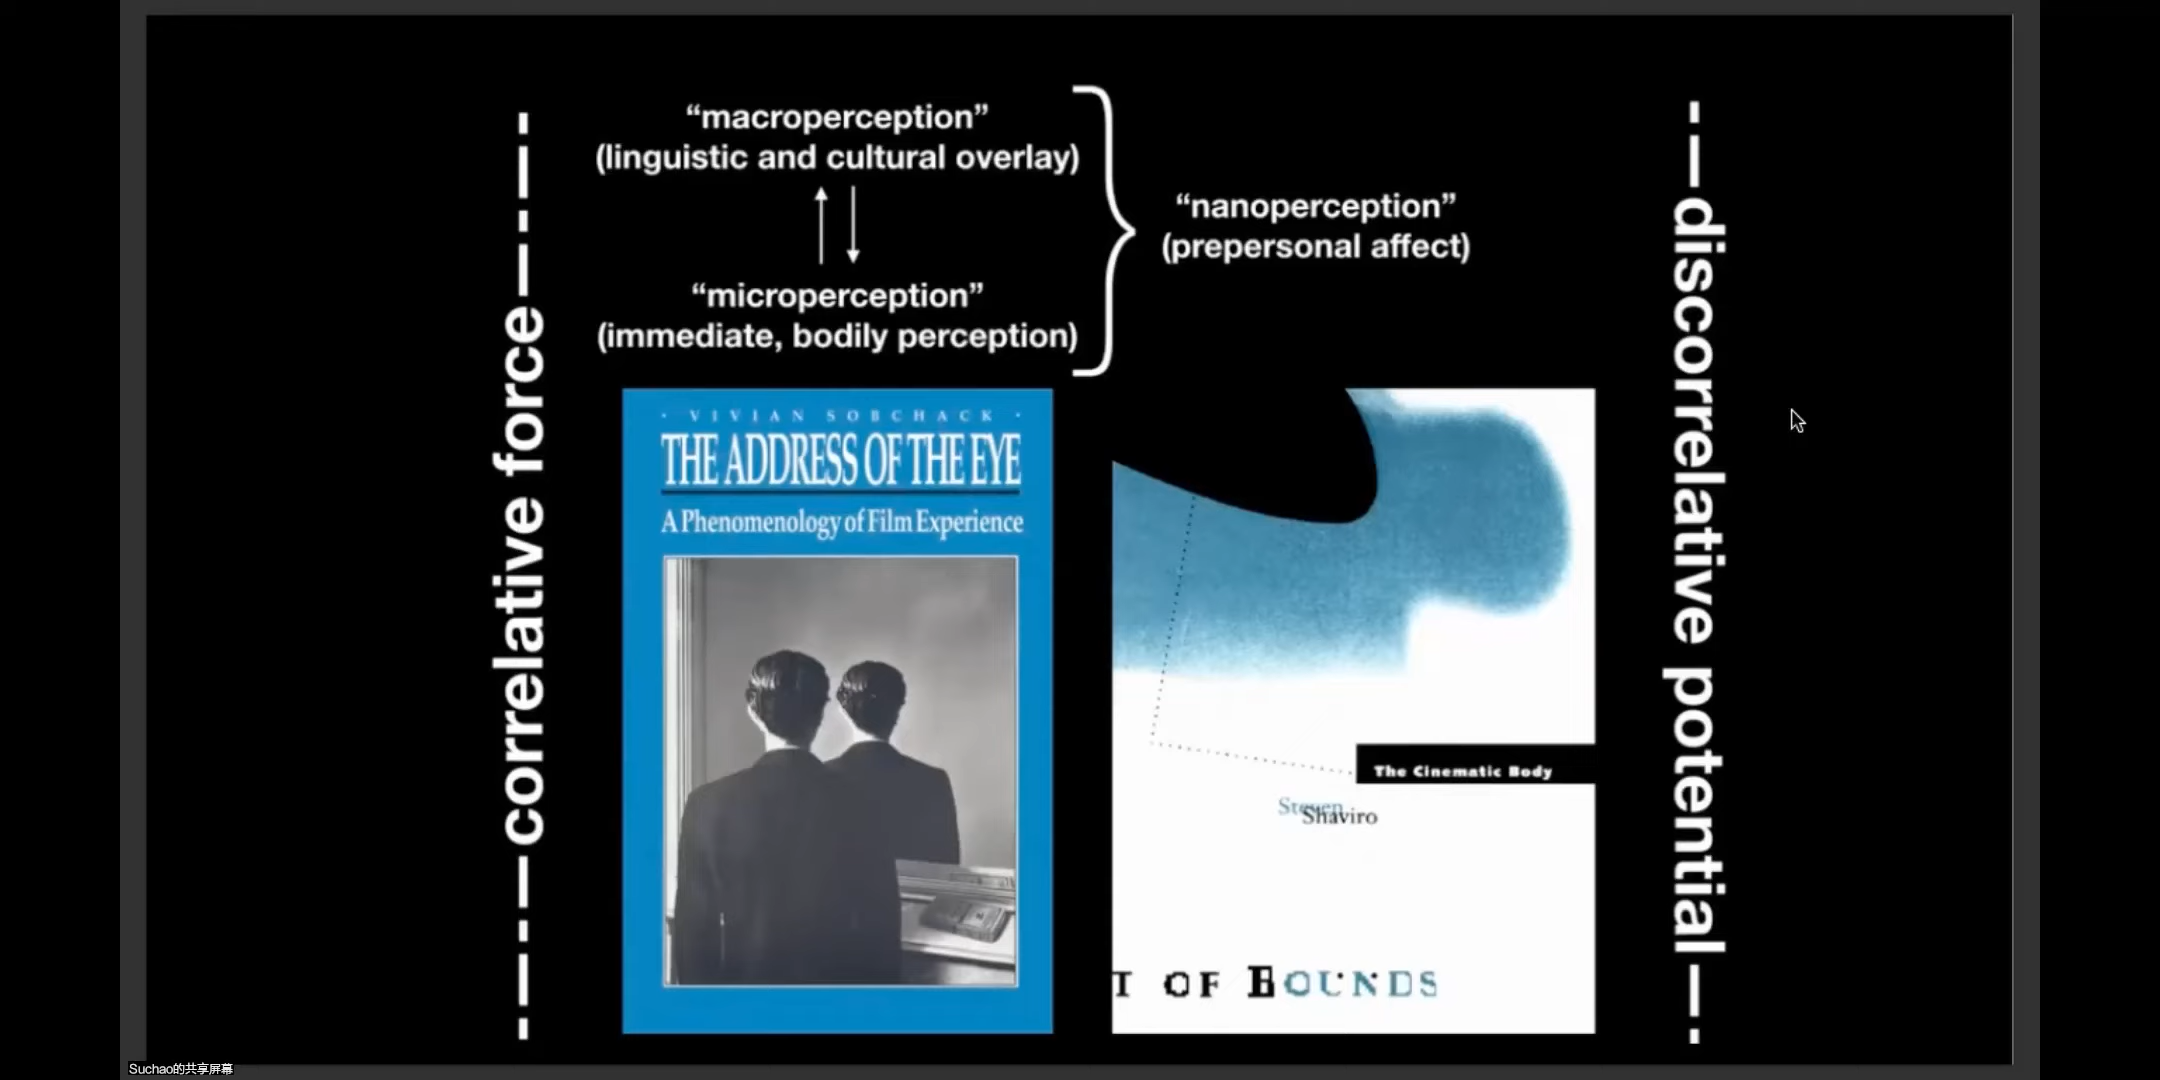 “macroperception”
(linguistic and cultural overlay)
“microperception”
(immediate, bodily perception)
“nanoperception”
(prepersonal affect)
correlative force
discorrelative potential
· VIVIAN SOBCHACK ·
THE ADDRESS OF THE EYE
A Phenomenology of Film Experience
The Cinematic Body
Steven
Shaviro
T OF BOUNDS
Suchao的共享屏幕